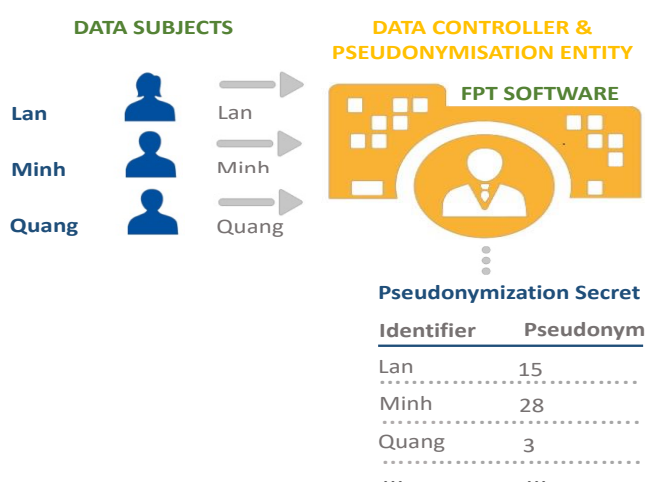 DATA SUBJECTS
DATA CONTROLLER &
PSEUDONYMISATION ENTITY
FPT SOFTWARE
Lan
Lan
Minh
Minh
Quang
Quang
Pseudonymization Secret
Identifier Pseudonym
Lan 15
Minh 28
Quang 3
... ...